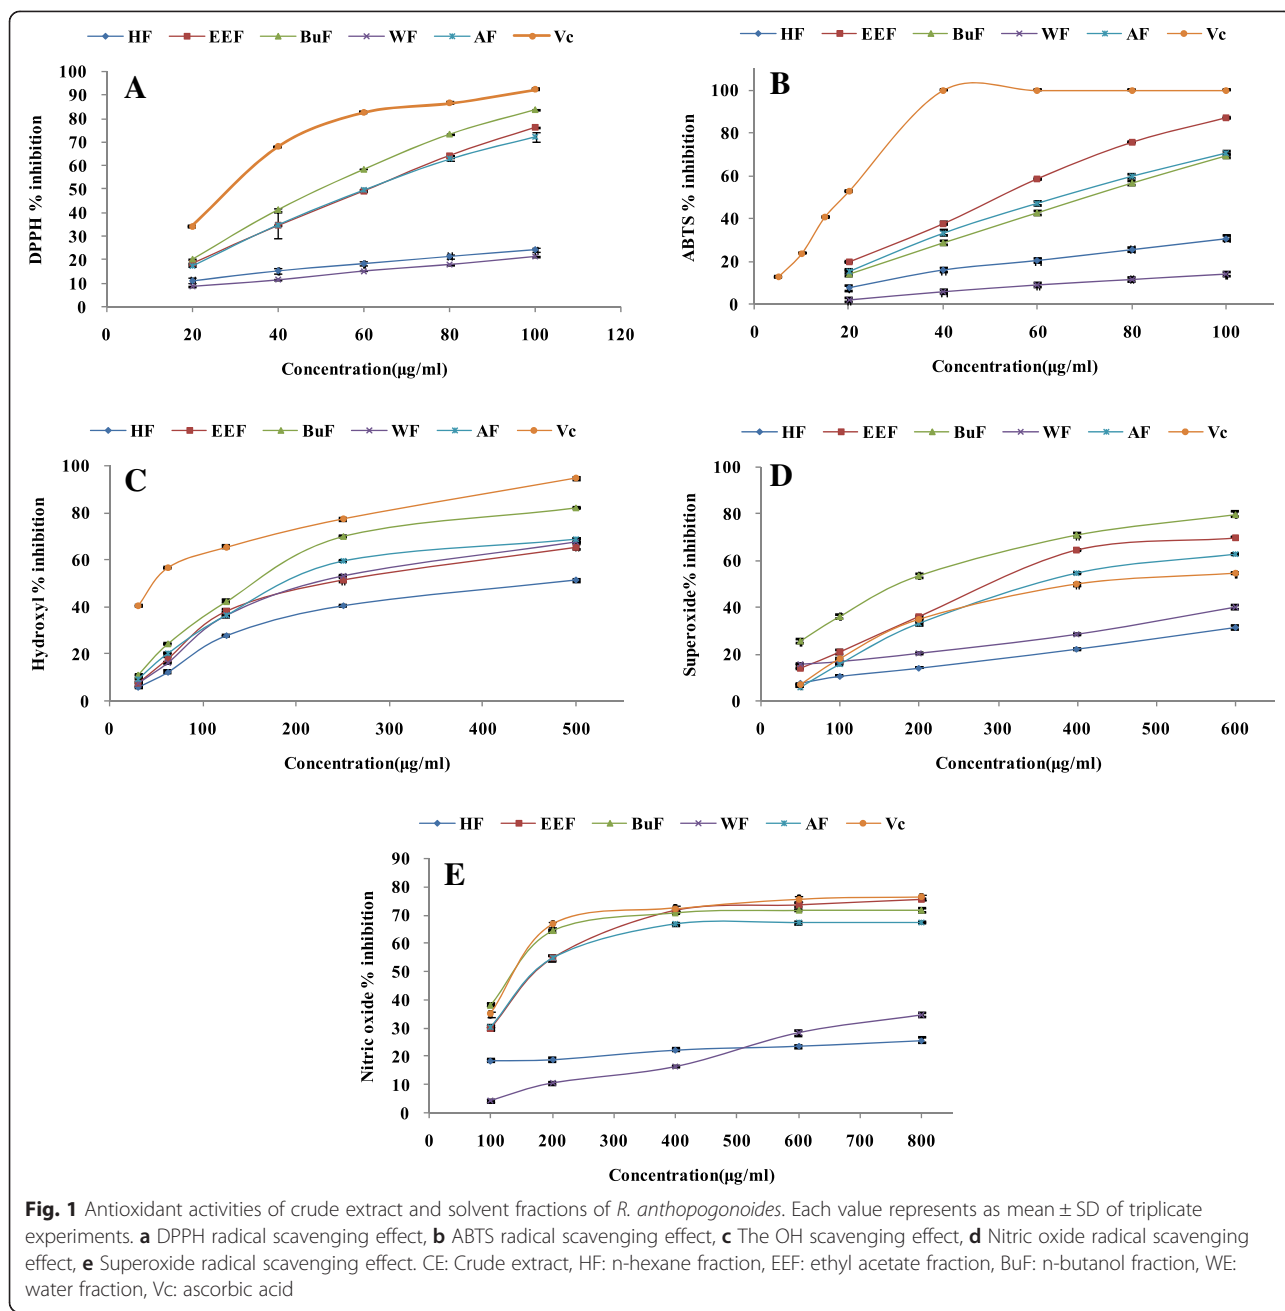 HF EEF BuF WF AF Vc
A
DPPH % inhibition
100
90
80
70
60
50
40
30
20
10
0
0 20 40 60 80 100 120
Concentration(µg/ml)
HF EEF BuF WF AF Vc
B
ABTS % inhibition
100
80
60
40
20
0
0 20 40 60 80 100
Concentration(µg/ml)
HF EEF BuF WF AF Vc
C
Hydroxyl % inhibition
100
80
60
40
20
0
0 100 200 300 400 500
Concentration(µg/ml)
HF EEF BuF WF AF Vc
D
Superoxide% inhibition
100
80
60
40
20
0
0 100 200 300 400 500 600
Concentration(µg/ml)
HF EEF BuF WF AF Vc
E
Nitric oxide % inhibition
90
80
70
60
50
40
30
20
10
0
0 100 200 300 400 500 600 700 800
Concentration(µg/ml)
Fig. 1 Antioxidant activities of crude extract and solvent fractions of R. anthopogonoides. Each value represents as mean ± SD of triplicate
experiments. a DPPH radical scavenging effect, b ABTS radical scavenging effect, c The OH scavenging effect, d Nitric oxide radical scavenging
effect, e Superoxide radical scavenging effect. CE: Crude extract, HF: n-hexane fraction, EEF: ethyl acetate fraction, BuF: n-butanol fraction, WE:
water fraction, Vc: ascorbic acid